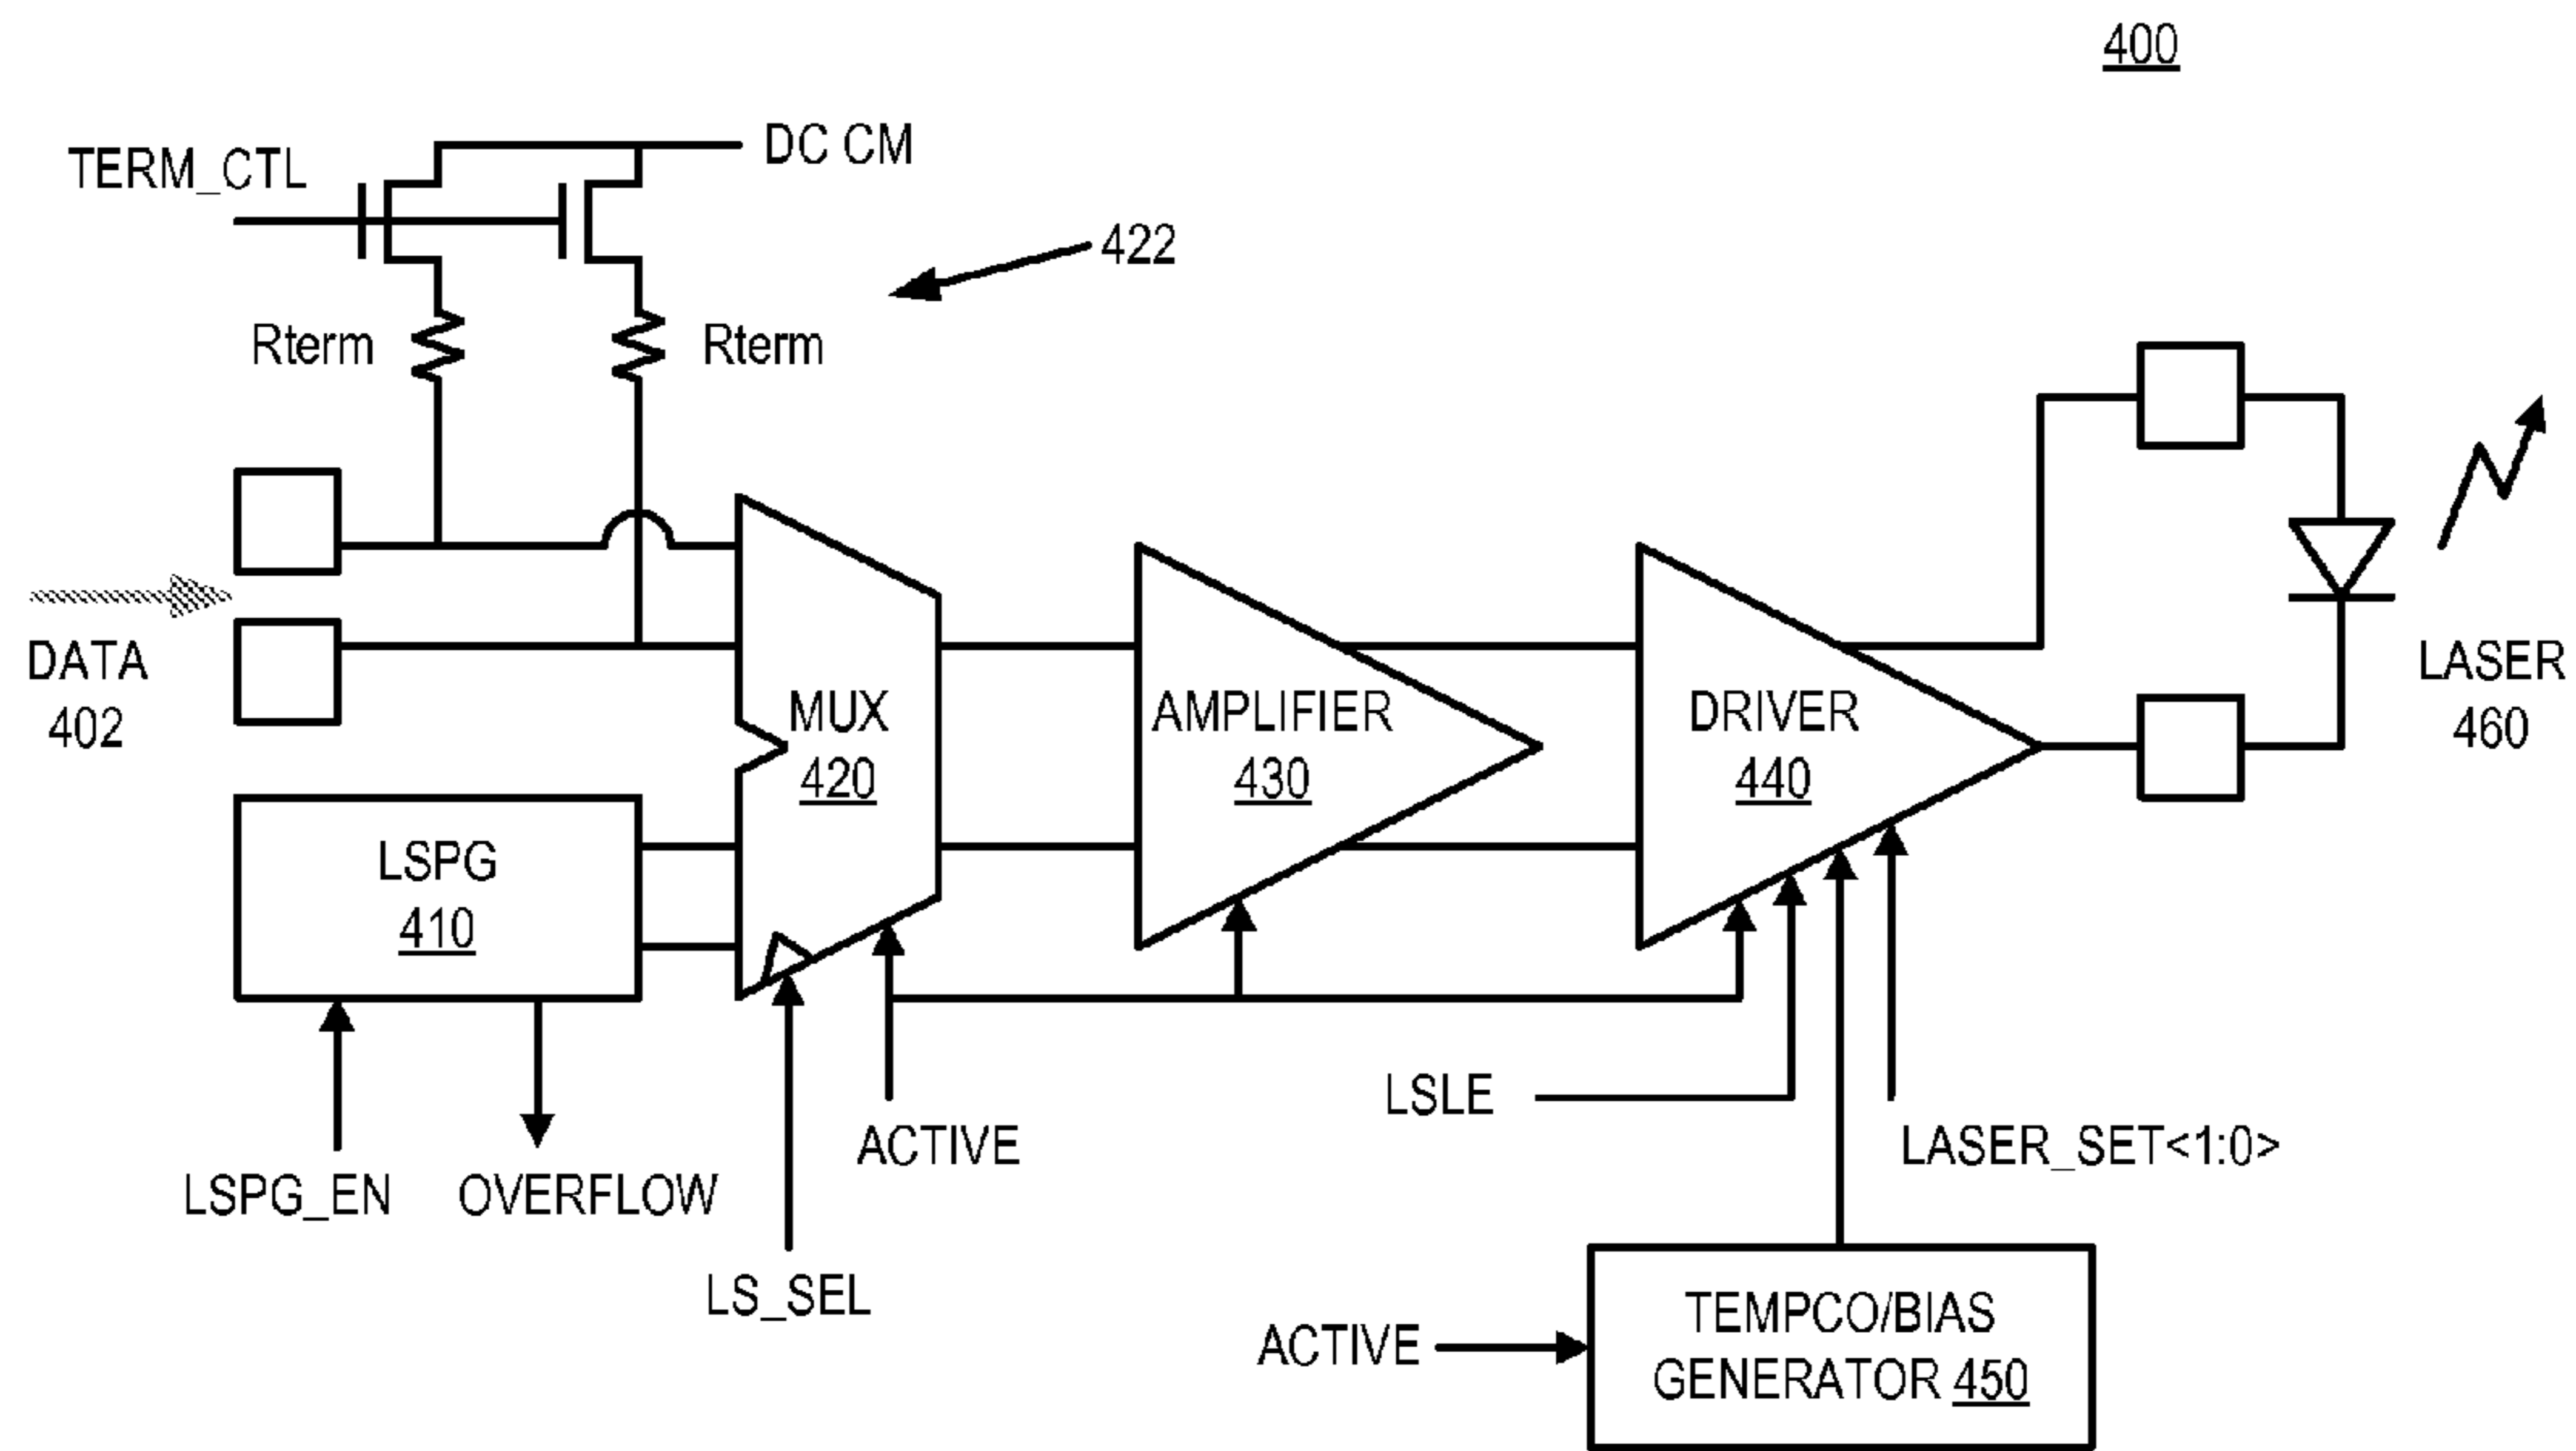 400
DC CM
TERM_CTL
422
Rterm
Rterm
DATA
402
MUX
420
AMPLIFIER
430
DRIVER
440
LASER
460
LSPG
410
LSLE
ACTIVE
LASER_SET<1:0>
LSPG_EN
OVERFLOW
LS_SEL
ACTIVE
TEMPCO/BIAS
GENERATOR 450